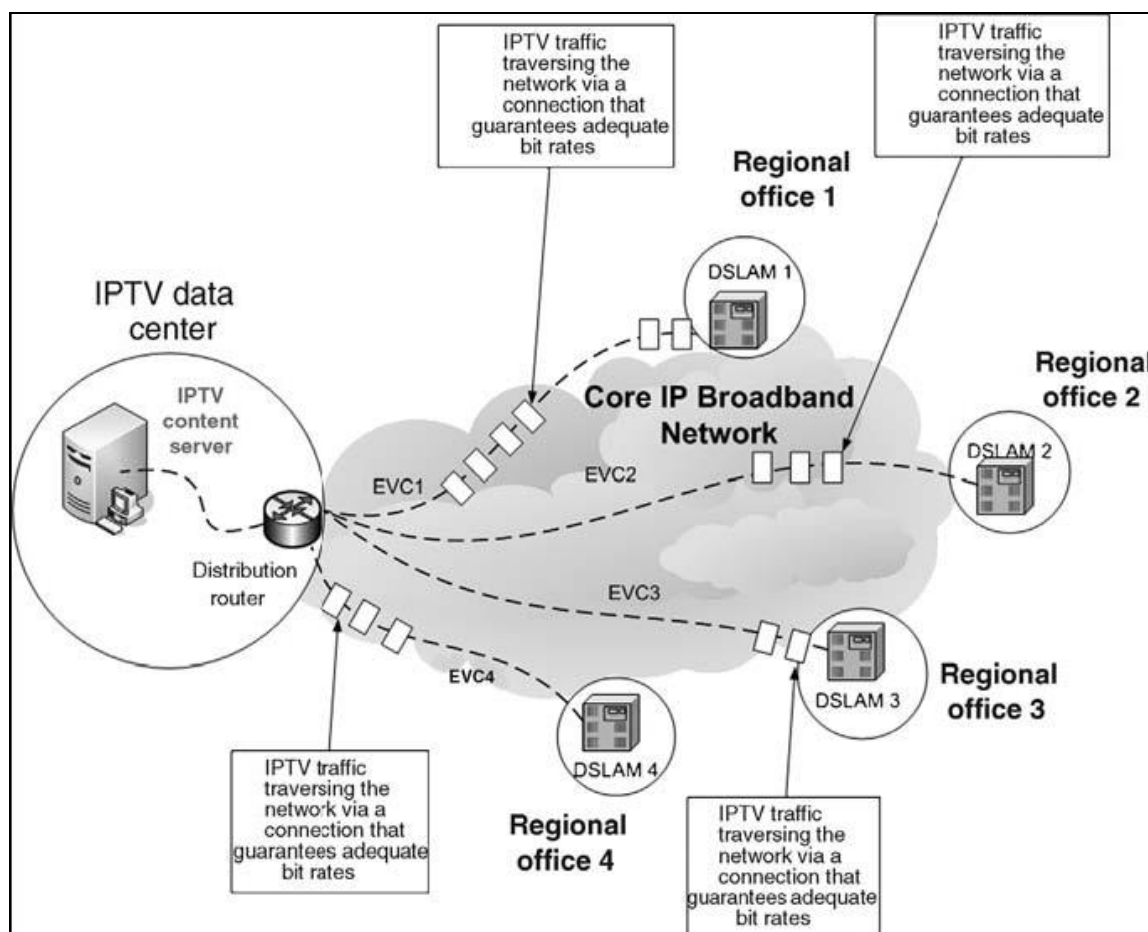 IPTV traffic
traversing the
network via a
connection that
guarantees adequate
bit rates
IPTV traffic
traversing the
network via a
connection that
guarantees adequate
bit rates
Regional
office 1
DSLAM 1
IPTV data
center
IPTV
content
server
Core IP Broadband
Network
Regional
office 2
DSLAM 2
EVC1
EVC2
Distribution
router
EVC3
EVC4
DSLAM 3
Regional
office 3
DSLAM 4
Regional
office 4
IPTV traffic
traversing the
network via a
connection that
guarantees adequate
bit rates
IPTV traffic
traversing the
network via a
connection that
guarantees adequate
bit rates